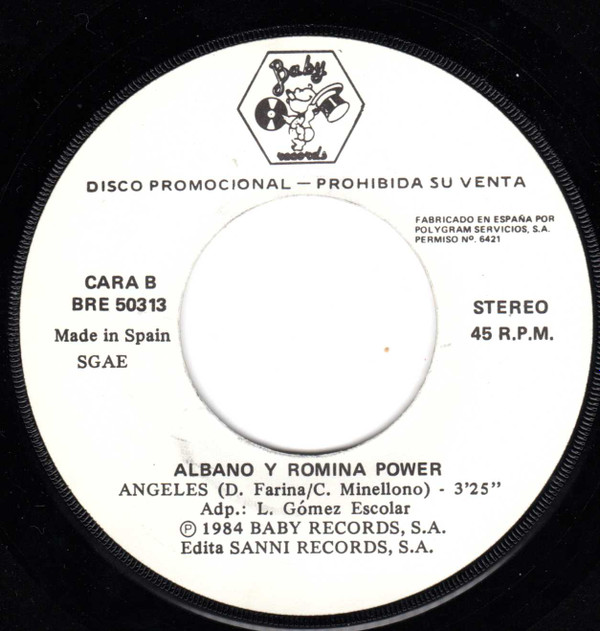 Baby
records
DISCO PROMOCIONAL — PROHIBIDA SU VENTA
FABRICADO EN ESPAÑA POR
POLYGRAM SERVICIOS, S.A.
PERMISO Nº. 6421
CARA B
BRE 50313
Made in Spain
SGAE
STEREO
45 R.P.M.
ALBANO Y ROMINA POWER
ANGELES (D. Farina/C. Minellono) - 3'25"
Adp.: L. Gómez Escolar
Ⓟ 1984 BABY RECORDS, S.A.
Edita SANNI RECORDS, S.A.